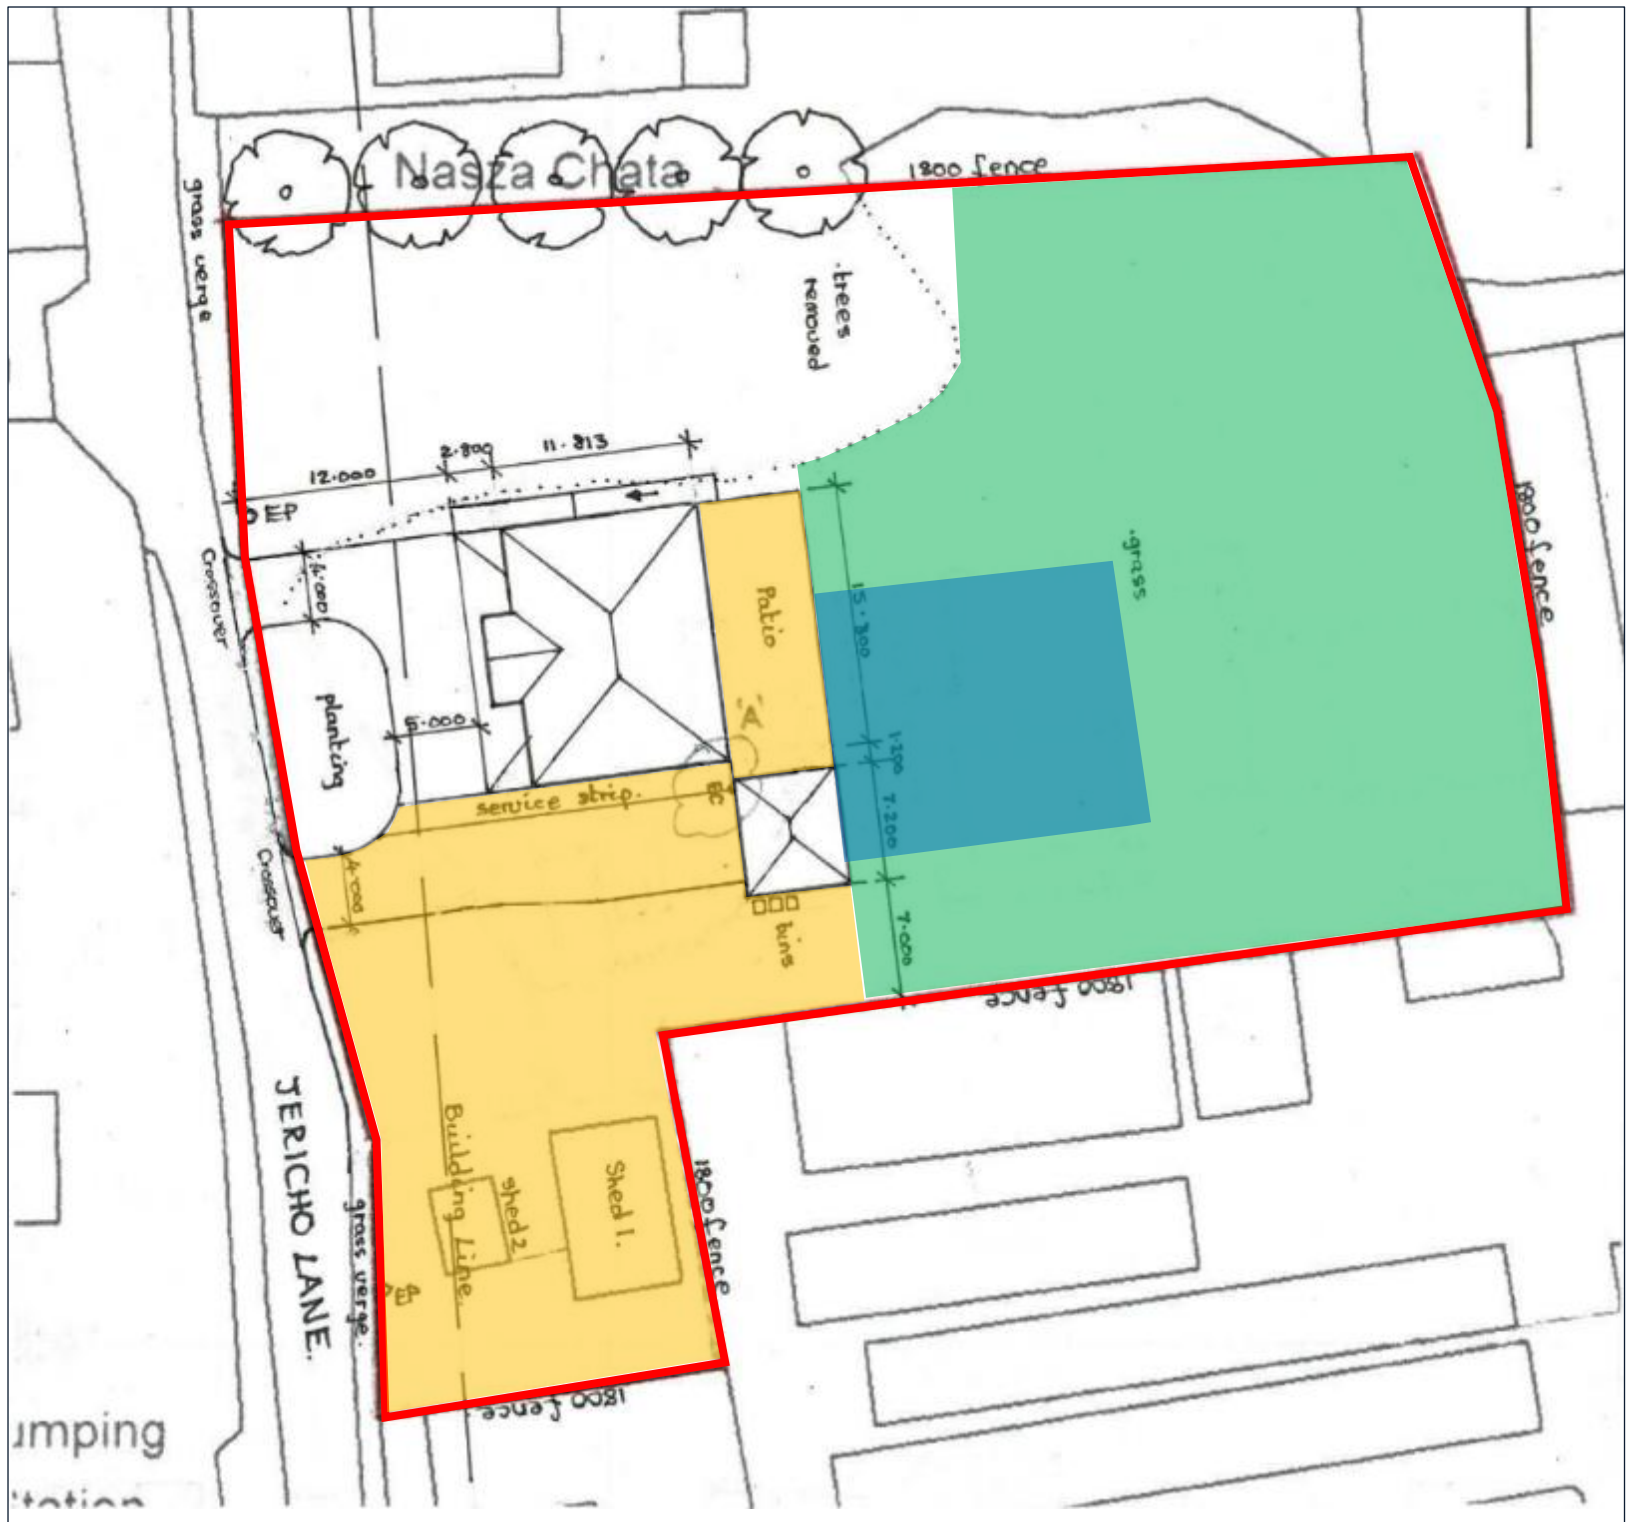 Nasza Chata
1800 fence
grass verge
trees
removed
11.813
2.800
12.000
EP
Crossover
4.000
planting
5.000
Patio
15.300
grass
1800 fence
1.200
7.200
service strip.
BC
4.000
Crossover
bins
7.000
1800 fence
JERICHO LANE.
grass verge.
Building Line.
shed 2
Shed 1.
1800 fence
1800 fence
umping